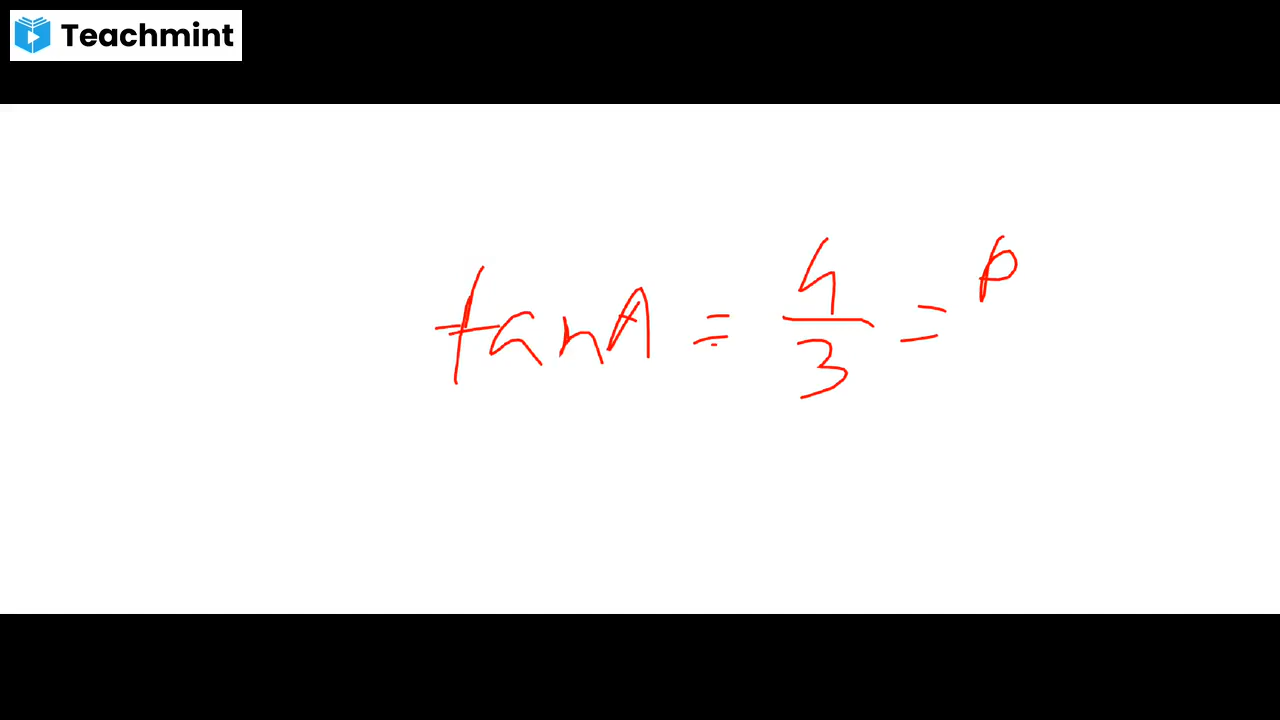 Teachmint
tanA = 4/3 = p